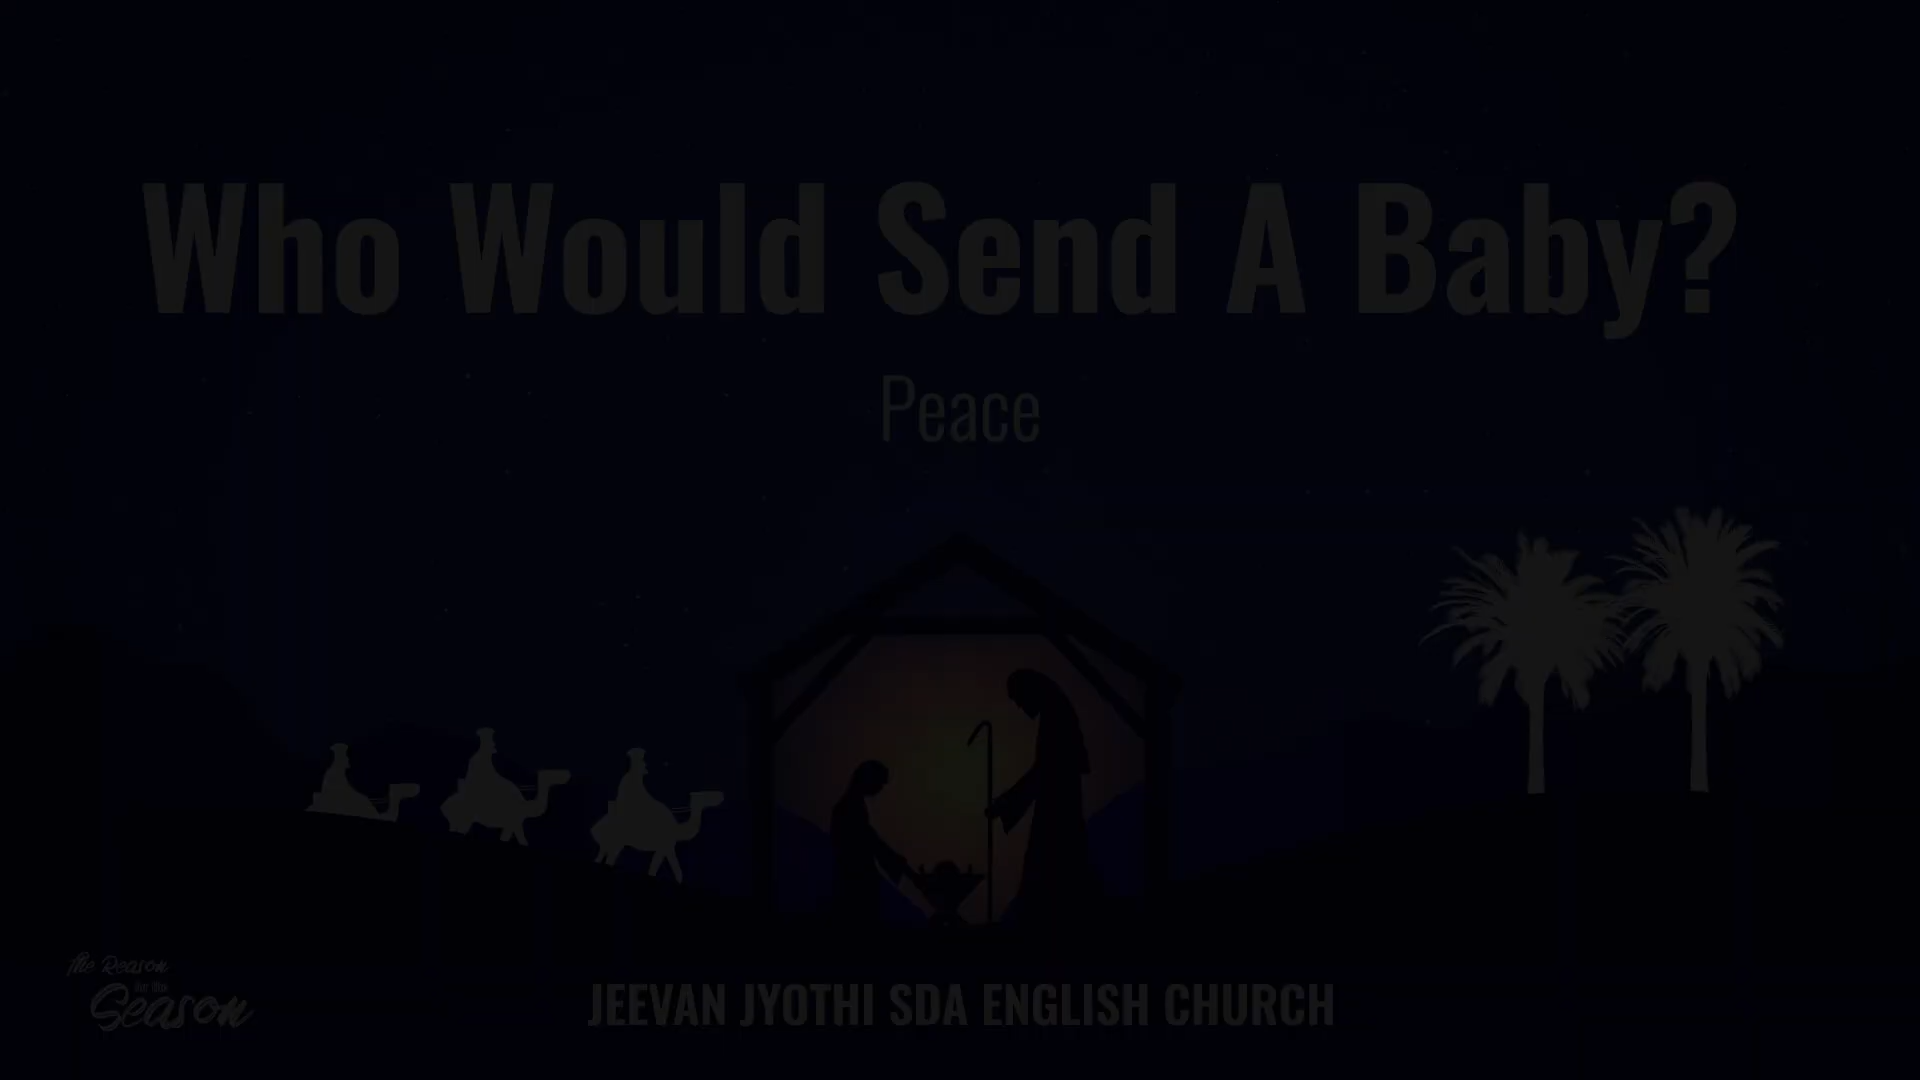 Who Would Send A Baby?
Peace
The Reason
for the
Season
JEEVAN JYOTHI SDA ENGLISH CHURCH